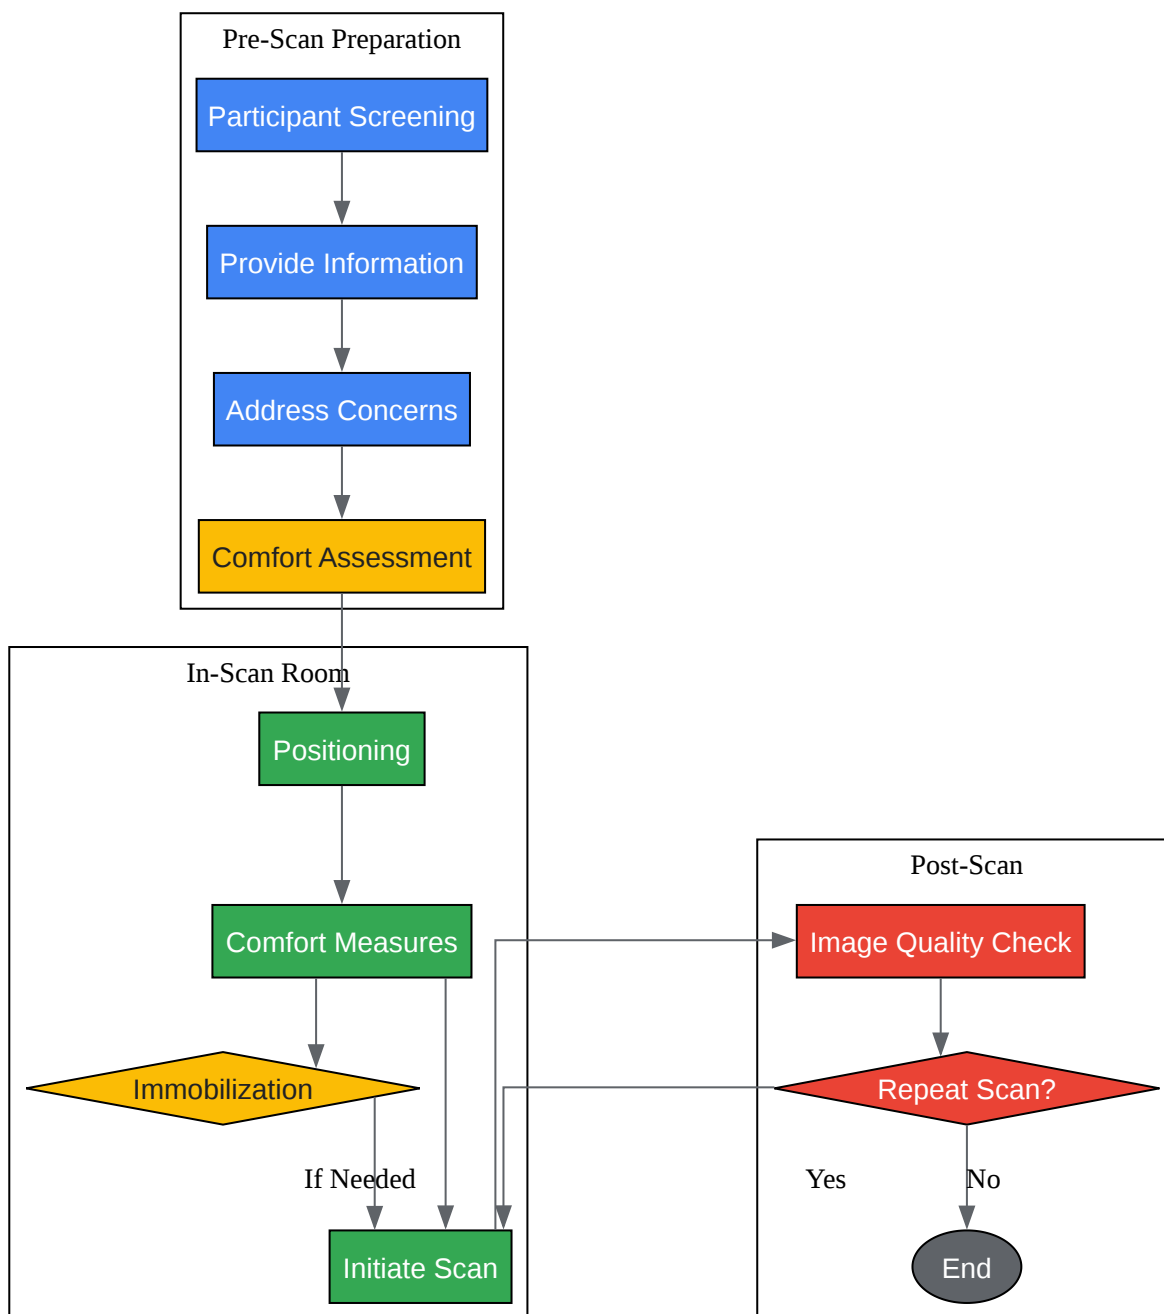 Pre-Scan Preparation
Participant Screening
Provide Information
Address Concerns
Comfort Assessment
In-Scan Room
Positioning
Comfort Measures
Immobilization
If Needed
Initiate Scan
Post-Scan
Image Quality Check
Repeat Scan?
Yes
No
End